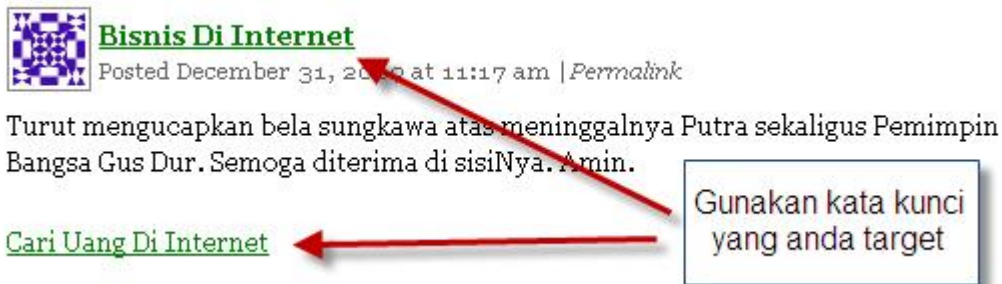 Bisnis Di Internet
Posted December 31, 2009 at 11:17 am | Permalink
Turut mengucapkan bela sungkawa atas meninggalnya Putra sekaligus Pemimpin
Bangsa Gus Dur. Semoga diterima di sisiNya. Amin.
Cari Uang Di Internet
Gunakan kata kunci
yang anda target